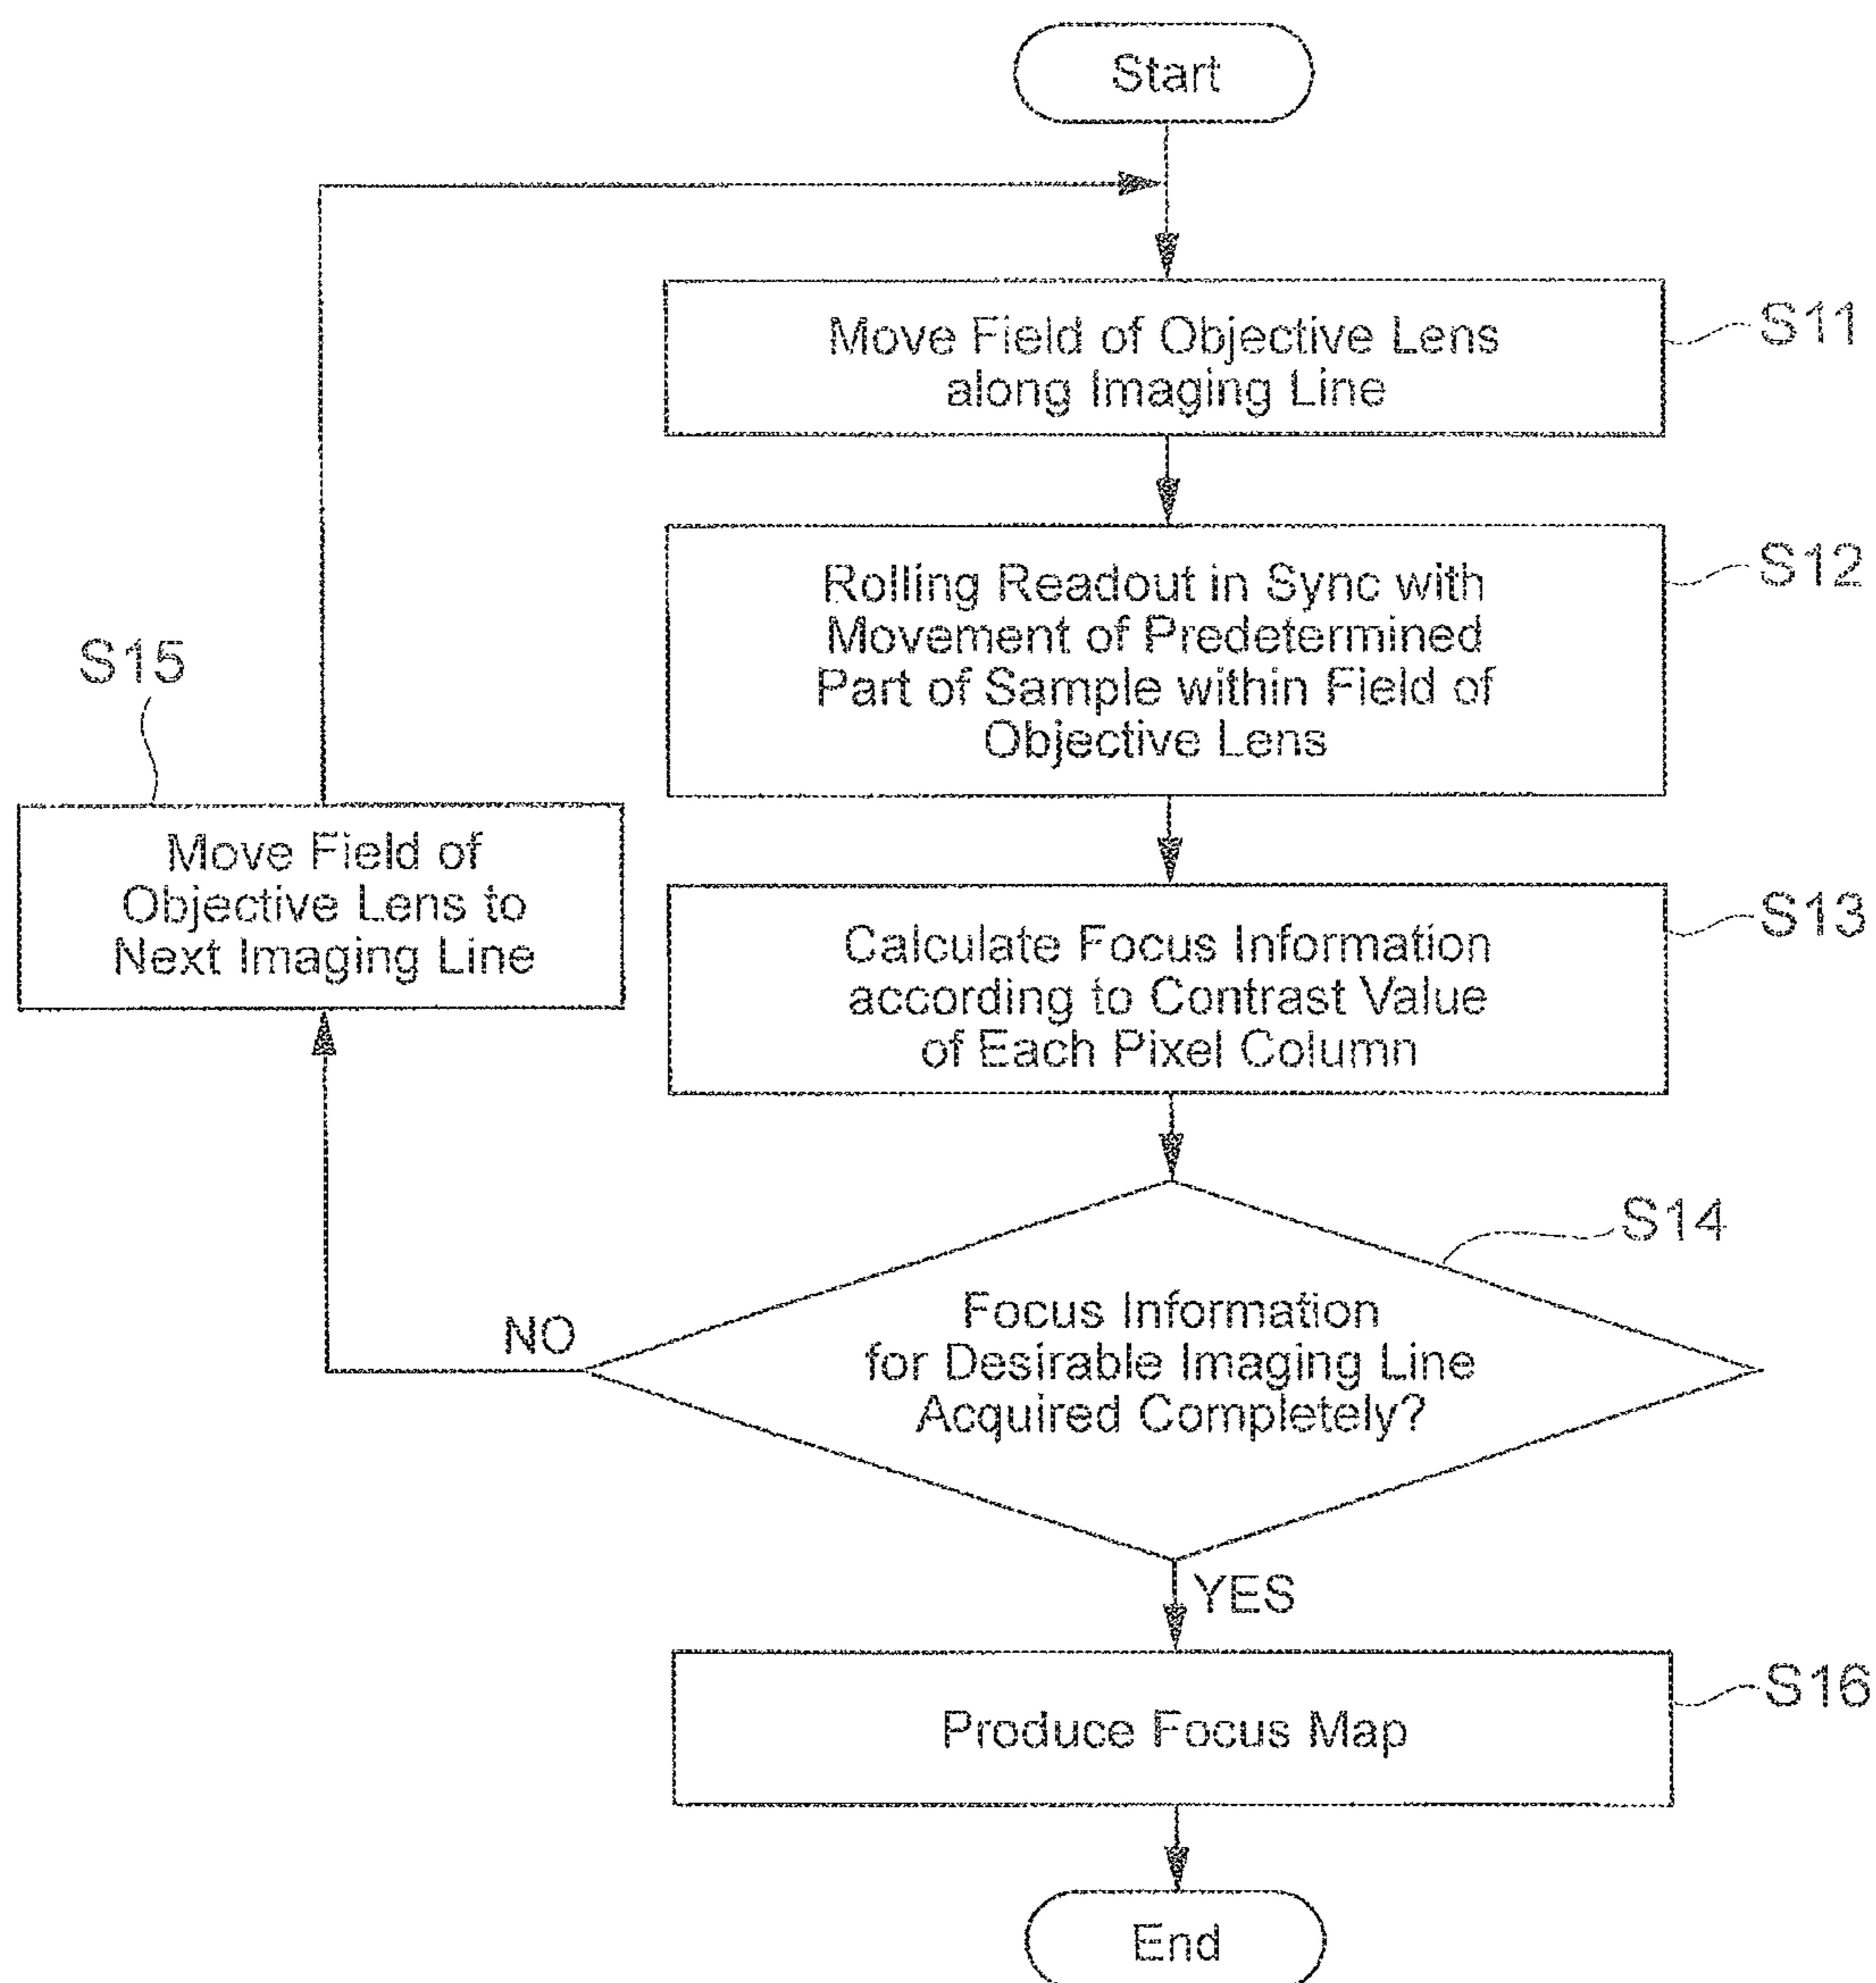 Start
Move Field of Objective Lens
along Imaging Line
S11
Rolling Readout in Sync with
Movement of Predetermined
Part of Sample within Field of
Objective Lens
S12
S15
Move Field of
Objective Lens to
Next Imaging Line
Calculate Focus Information
according to Contrast Value
of Each Pixel Column
S13
S14
Focus Information
for Desirable Imaging Line
Acquired Completely?
NO
YES
Produce Focus Map
S16
End